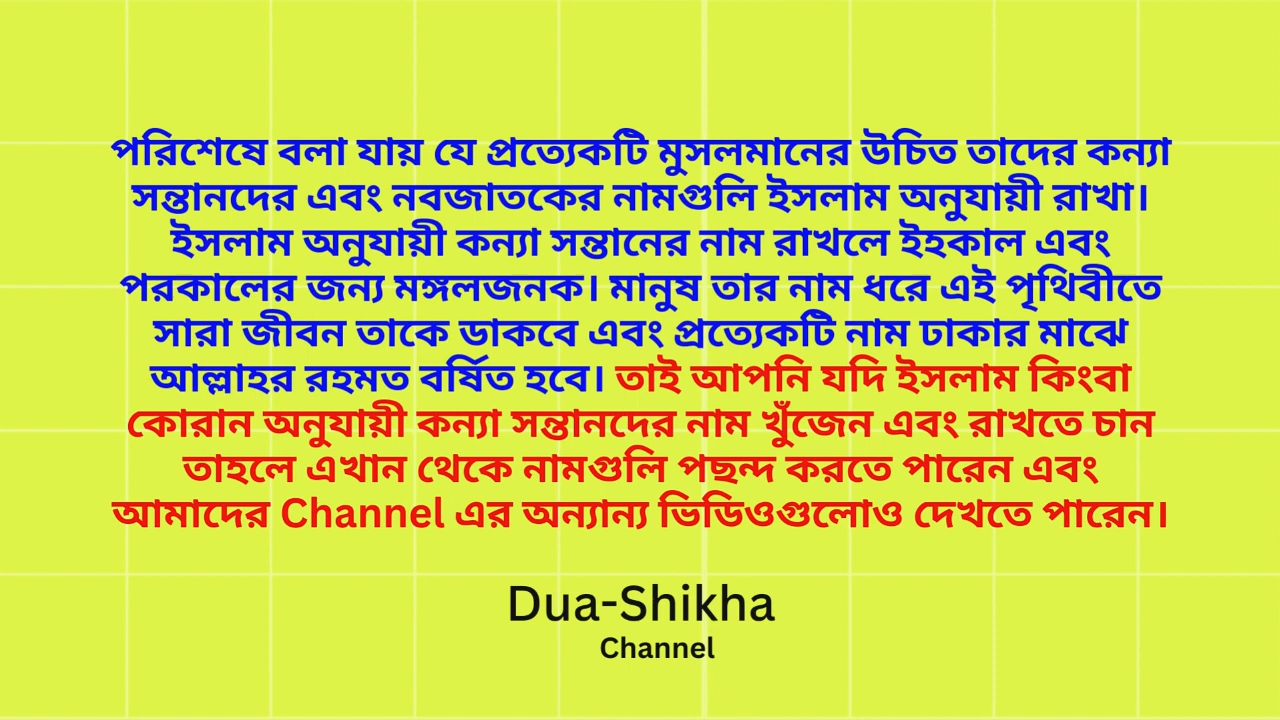 পরিশেষে বলা যায় যে প্রত্যেকটি মুসলমানের উচিত তাদের কন্যা
সন্তানদের এবং নবজাতকের নামগুলি ইসলাম অনুযায়ী রাখা।
ইসলাম অনুযায়ী কন্যা সন্তানের নাম রাখলে ইহকাল এবং
পরকালের জন্য মঙ্গলজনক। মানুষ তার নাম ধরে এই পৃথিবীতে
সারা জীবন তাকে ডাকবে এবং প্রত্যেকটি নাম ঢাকার মাঝে
আল্লাহর রহমত বর্ষিত হবে। তাই আপনি যদি ইসলাম কিংবা
কোরান অনুযায়ী কন্যা সন্তানদের নাম খুঁজেন এবং রাখতে চান
তাহলে এখান থেকে নামগুলি পছন্দ করতে পারেন এবং
আমাদের Channel এর অন্যান্য ভিডিওগুলোও দেখতে পারেন।
Dua-Shikha
Channel